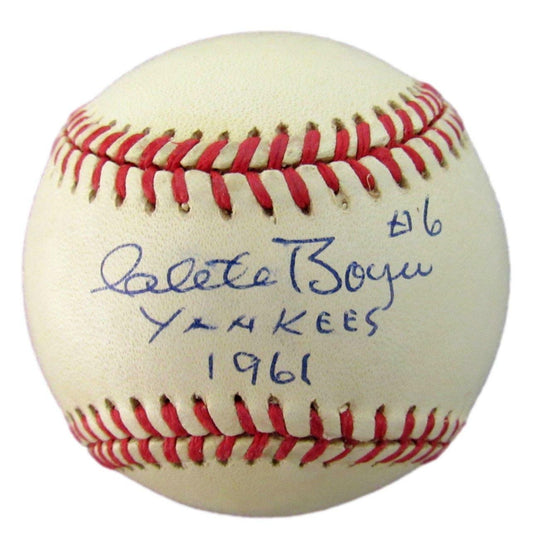 #6
Clete Boyer
YANKEES
1961